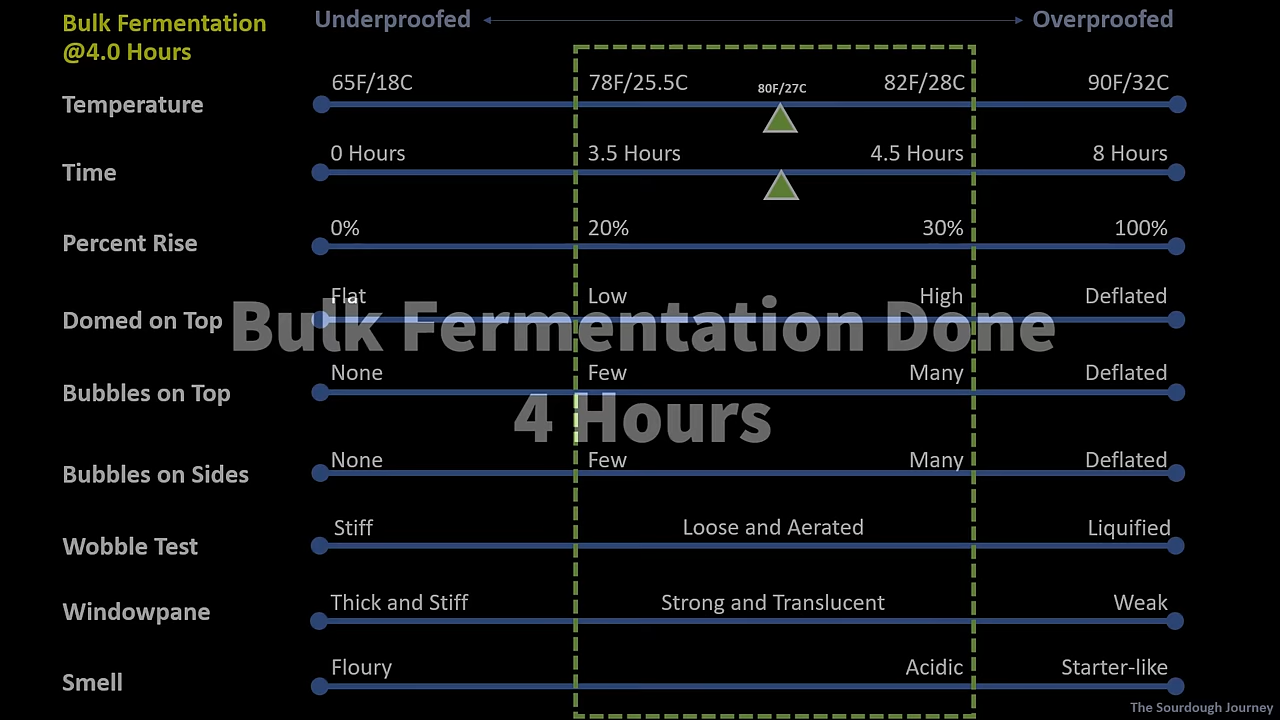 Bulk Fermentation
@4.0 Hours
Underproofed
Overproofed
Temperature
65F/18C
78F/25.5C
80F/27C
82F/28C
90F/32C
Time
0 Hours
3.5 Hours
4.5 Hours
8 Hours
Percent Rise
0%
20%
30%
100%
Domed on Top
Flat
Low
High
Deflated
Bulk Fermentation Done
4 Hours
Bubbles on Top
None
Few
Many
Deflated
Bubbles on Sides
None
Few
Many
Deflated
Wobble Test
Stiff
Loose and Aerated
Liquified
Windowpane
Thick and Stiff
Strong and Translucent
Weak
Smell
Floury
Acidic
Starter-like
The Sourdough Journey